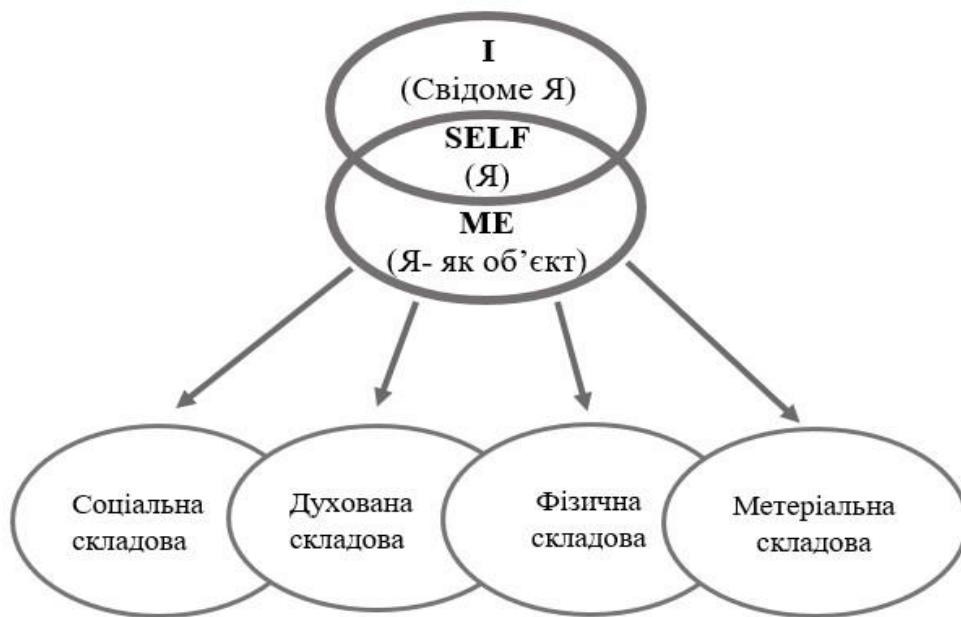 I
(Свідоме Я)
SELF
(Я)
ME
(Я- як об’єкт)
Соціальна
складова
Духована
складова
Фізична
складова
Метеріальна
складова